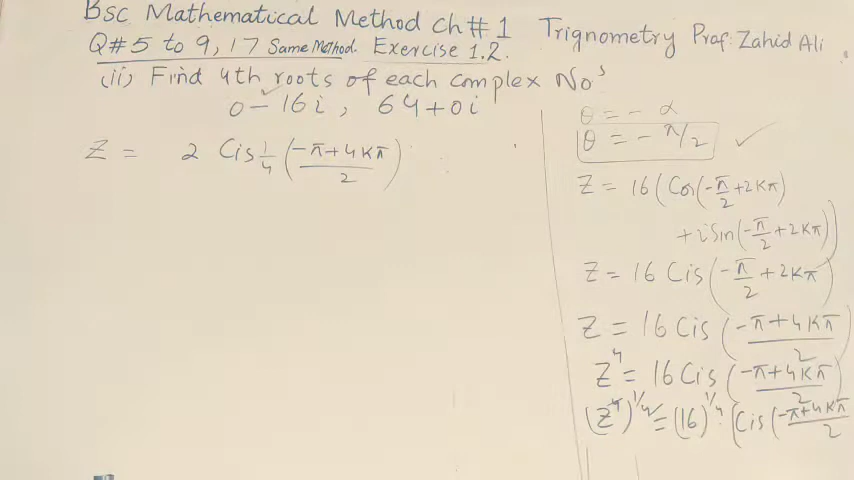 Bsc Mathematical Method Ch # 1 Trignometry Prof: Zahid Ali
Q # 5 to 9, 17 Same Method. Exercise 1.2.
(ii) Find 4th roots of each complex No's
0 - 16i, 64 + 0i
Z = 2 Cis 1/4 ((-π+4kπ)/2)
θ = - α
θ = - π/2 ✓
Z = 16 (Cos(-π/2 + 2kπ)
+ i Sin(-π/2 + 2kπ))
Z = 16 Cis (-π/2 + 2kπ)
Z = 16 Cis ((-π+4kπ)/2)
Z⁴ = 16 Cis ((-π+4kπ)/2)
(Z⁴)^1/4 = (16)^1/4 (Cis ((-π+4kπ)/2